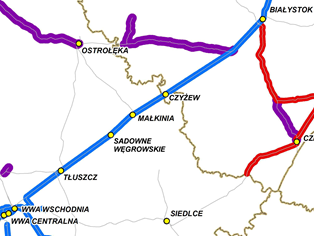 BIAŁYSTOK
OSTROŁĘKA
CZYŻEW
MAŁKINIA
SADOWNE
WĘGROWSKIE
TŁUSZCZ
SIEDLCE
WWA WSCHODNIA
WWA CENTRALNA